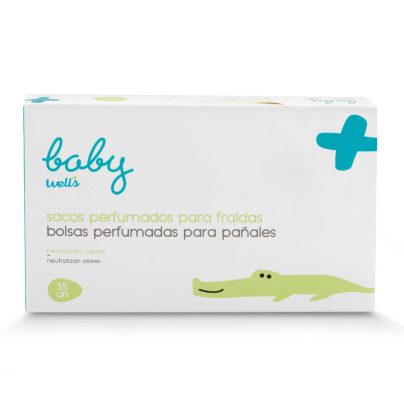 baby
well's
sacos perfumados para fraldas
bolsas perfumadas para pañales
neutralizam odores
neutralizan olores
35
un